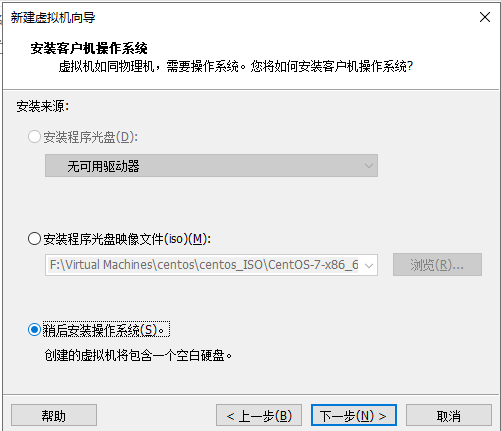 新建虚拟机向导
安装客户机操作系统
虚拟机如同物理机，需要操作系统。您将如何安装客户机操作系统?
安装来源:
安装程序光盘(D):
无可用驱动器
安装程序光盘映像文件(iso)(M):
F:\Virtual Machines\centos\centos_ISO\CentOS-7-x86_6
浏览(R)...
稍后安装操作系统(S)。
创建的虚拟机将包含一个空白硬盘。
帮助
< 上一步(B)
下一步(N) >
取消